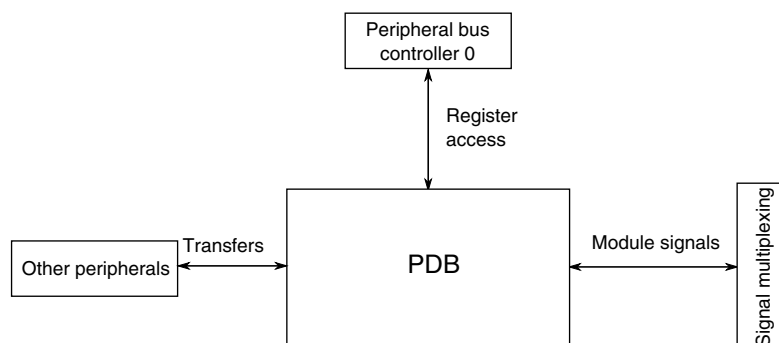 Peripheral bus
controller 0
Register
access
Transfers
Other peripherals
PDB
Module signals
Signal multiplexing